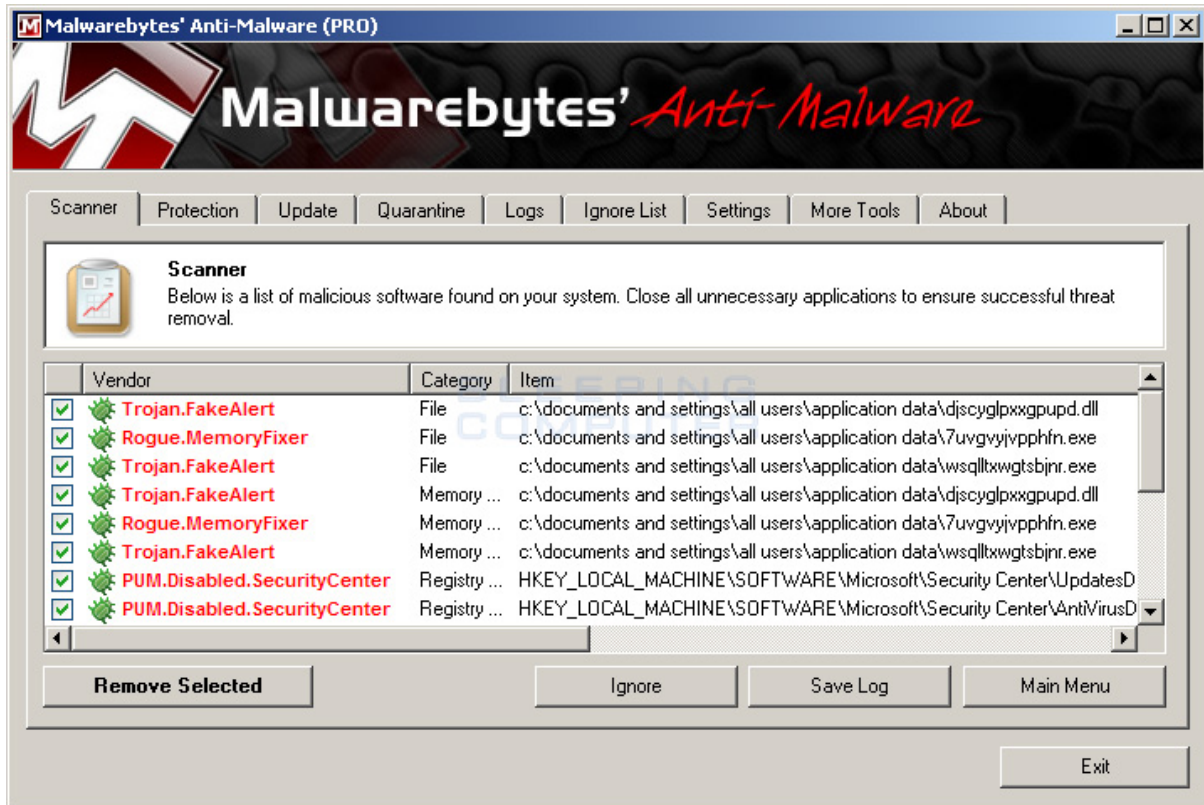 Malwarebytes' Anti-Malware (PRO)
Malwarebytes' Anti-Malware
Scanner Protection Update Quarantine Logs Ignore List Settings More Tools About
Scanner
Below is a list of malicious software found on your system. Close all unnecessary applications to ensure successful threat
removal.
Vendor Category Item
BLEEPING
COMPUTER
Trojan.FakeAlert File c:\documents and settings\all users\application data\djscyglpxxgpupd.dll
Rogue.MemoryFixer File c:\documents and settings\all users\application data\7uvgvyjvpphfn.exe
Trojan.FakeAlert File c:\documents and settings\all users\application data\wsqlltxwgtsbjnr.exe
Trojan.FakeAlert Memory ... c:\documents and settings\all users\application data\djscyglpxxgpupd.dll
Rogue.MemoryFixer Memory ... c:\documents and settings\all users\application data\7uvgvyjvpphfn.exe
Trojan.FakeAlert Memory ... c:\documents and settings\all users\application data\wsqlltxwgtsbjnr.exe
PUM.Disabled.SecurityCenter Registry ... HKEY_LOCAL_MACHINE\SOFTWARE\Microsoft\Security Center\UpdatesD
PUM.Disabled.SecurityCenter Registry ... HKEY_LOCAL_MACHINE\SOFTWARE\Microsoft\Security Center\AntiVirusD
Remove Selected Ignore Save Log Main Menu
Exit